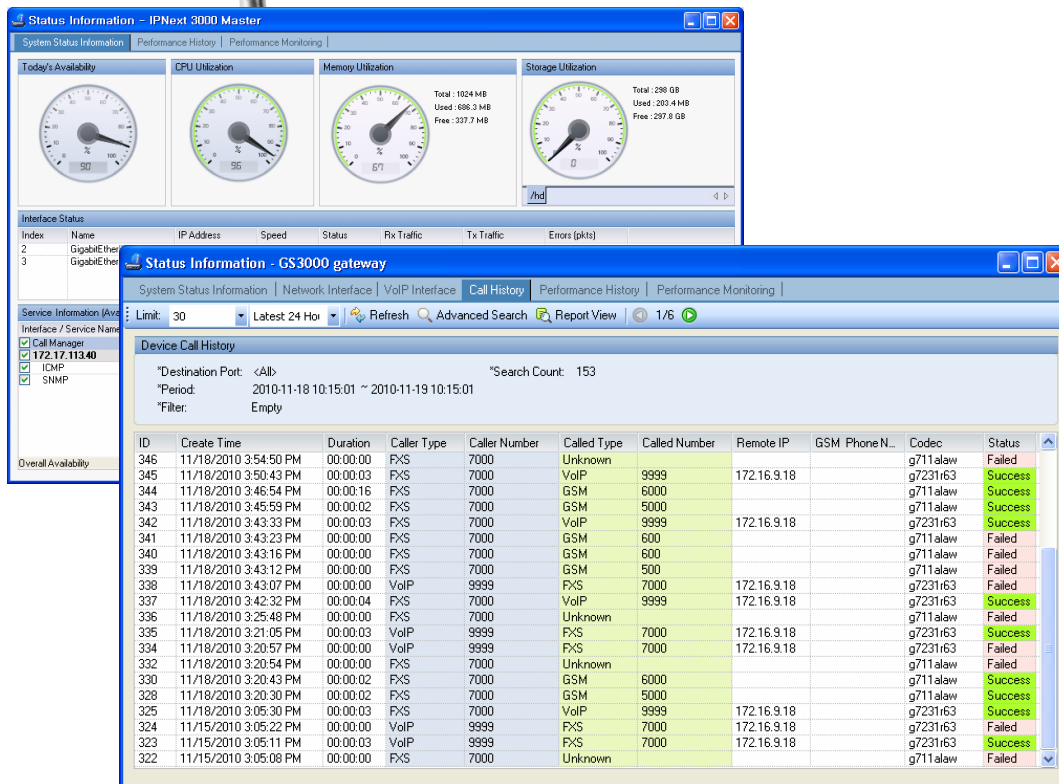 Status Information - IPNext 3000 Master
System Status Information | Performance History | Performance Monitoring |
Today's Availability
CPU Utilization
Memory Utilization
Storage Utilization
90
96
Total : 1024 MB
Used : 686.3 MB
Free : 337.7 MB
67
Total : 298 GB
Used : 203.4 MB
Free : 297.8 GB
0
/hd
Interface Status
Index Name IP Address Speed Status Rx Traffic Tx Traffic Errors (pkts)
2 GigabitEther
3 GigabitEther
Service Information (Ava
Interface / Service Name
Call Manager
172.17.113.40
ICMP
SNMP
Overall Availability
Status Information - GS3000 gateway
System Status Information | Network Interface | VoIP Interface Call History Performance History | Performance Monitoring |
Limit: 30 Latest 24 Hou Refresh Advanced Search Report View 1/6
Device Call History
*Destination Port: <All> *Search Count: 153
*Period: 2010-11-18 10:15:01 ~ 2010-11-19 10:15:01
*Filter: Empty
ID Create Time Duration Caller Type Caller Number Called Type Called Number Remote IP GSM Phone N... Codec Status
346 11/18/2010 3:54:50 PM 00:00:00 FXS 7000 Unknown g711alaw Failed
345 11/18/2010 3:50:43 PM 00:00:03 FXS 7000 VoIP 9999 172.16.9.18 g7231r63 Success
344 11/18/2010 3:46:54 PM 00:00:16 FXS 7000 GSM 6000 g711alaw Success
343 11/18/2010 3:45:59 PM 00:00:02 FXS 7000 GSM 5000 g711alaw Success
342 11/18/2010 3:43:33 PM 00:00:03 FXS 7000 VoIP 9999 172.16.9.18 g7231r63 Success
341 11/18/2010 3:43:23 PM 00:00:00 FXS 7000 GSM 600 g711alaw Failed
340 11/18/2010 3:43:16 PM 00:00:00 FXS 7000 GSM 600 g711alaw Failed
339 11/18/2010 3:43:12 PM 00:00:00 FXS 7000 GSM 500 g711alaw Failed
338 11/18/2010 3:43:07 PM 00:00:00 VoIP 9999 FXS 7000 172.16.9.18 g7231r63 Failed
337 11/18/2010 3:42:32 PM 00:00:04 FXS 7000 VoIP 9999 172.16.9.18 g7231r63 Success
336 11/18/2010 3:25:48 PM 00:00:00 FXS 7000 Unknown g711alaw Failed
335 11/18/2010 3:21:05 PM 00:00:03 VoIP 9999 FXS 7000 172.16.9.18 g7231r63 Success
334 11/18/2010 3:20:57 PM 00:00:00 VoIP 9999 FXS 7000 172.16.9.18 g7231r63 Failed
332 11/18/2010 3:20:54 PM 00:00:00 FXS 7000 Unknown g711alaw Failed
330 11/18/2010 3:20:43 PM 00:00:02 FXS 7000 GSM 6000 g711alaw Success
328 11/18/2010 3:20:30 PM 00:00:02 FXS 7000 GSM 5000 g711alaw Success
325 11/18/2010 3:05:30 PM 00:00:03 FXS 7000 VoIP 9999 172.16.9.18 g7231r63 Success
324 11/15/2010 3:05:22 PM 00:00:00 VoIP 9999 FXS 7000 172.16.9.18 g7231r63 Failed
323 11/15/2010 3:05:11 PM 00:00:03 VoIP 9999 FXS 7000 172.16.9.18 g7231r63 Success
322 11/15/2010 3:05:08 PM 00:00:00 FXS 7000 Unknown g711alaw Failed